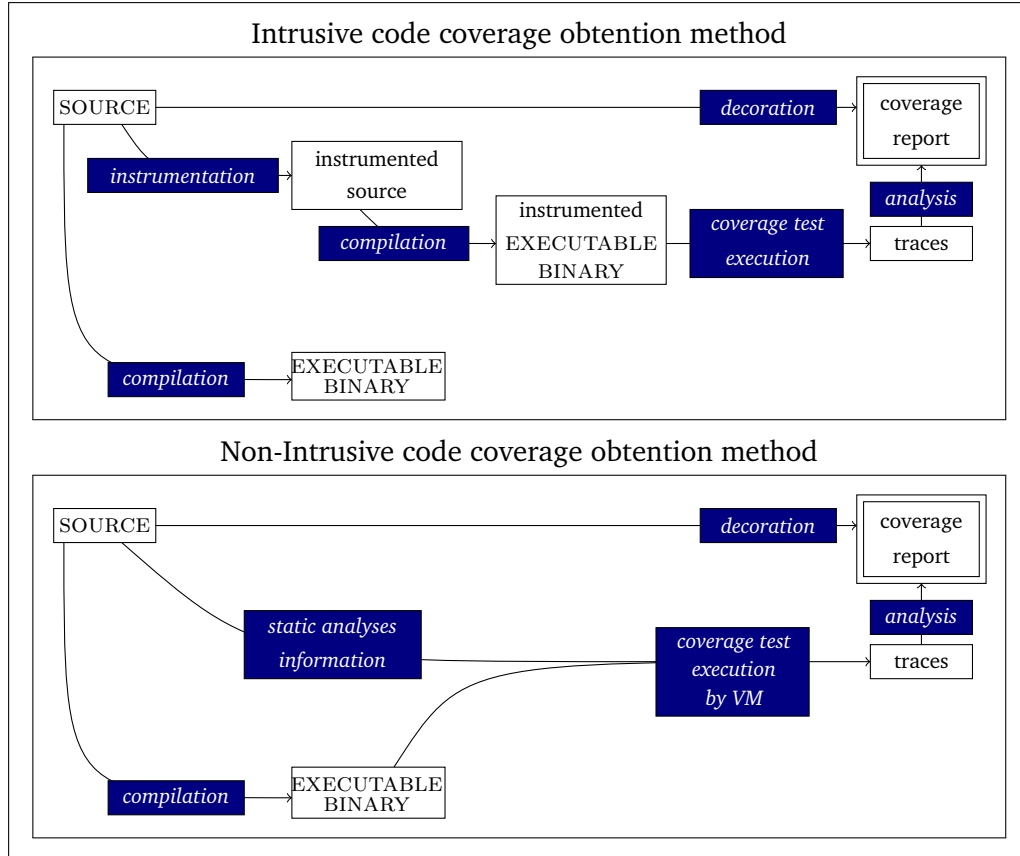 Intrusive code coverage obtention method
SOURCE
decoration
coverage
report
instrumentation
instrumented
source
analysis
compilation
instrumented
EXECUTABLE
BINARY
coverage test
execution
traces
compilation
EXECUTABLE
BINARY
Non-Intrusive code coverage obtention method
SOURCE
decoration
coverage
report
static analyses
information
analysis
coverage test
execution
by VM
traces
compilation
EXECUTABLE
BINARY